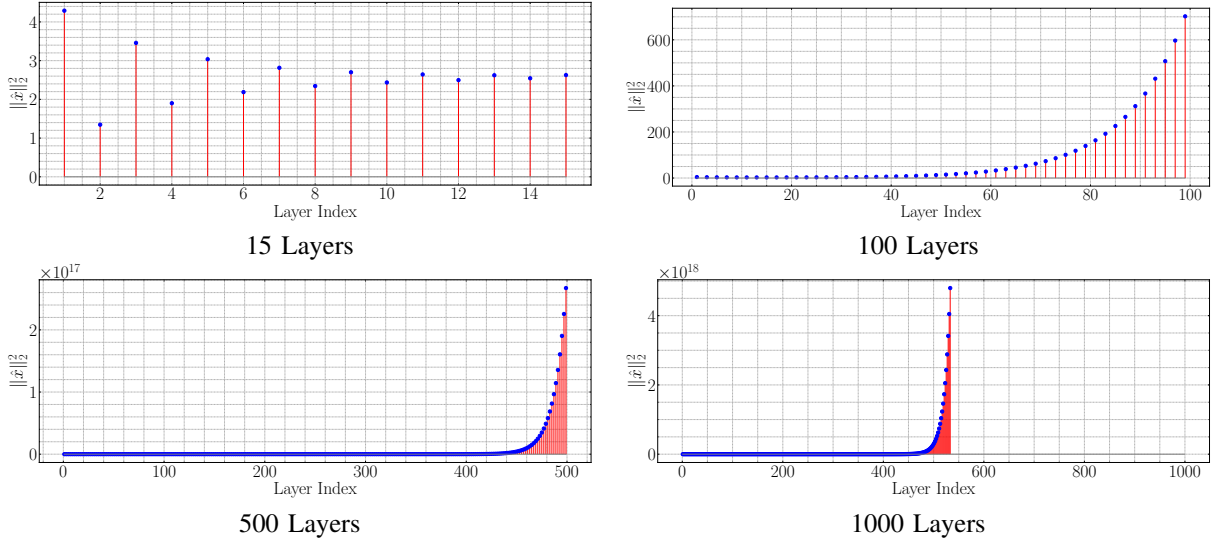 4
3
2
1
0
‖x̂‖₂²
2 4 6 8 10 12 14
Layer Index
15 Layers
600
400
200
0
‖x̂‖₂²
0 20 40 60 80 100
Layer Index
100 Layers
×10¹⁷
2
1
0
‖x̂‖₂²
0 100 200 300 400 500
Layer Index
500 Layers
×10¹⁸
4
2
0
‖x̂‖₂²
0 200 400 600 800 1000
Layer Index
1000 Layers